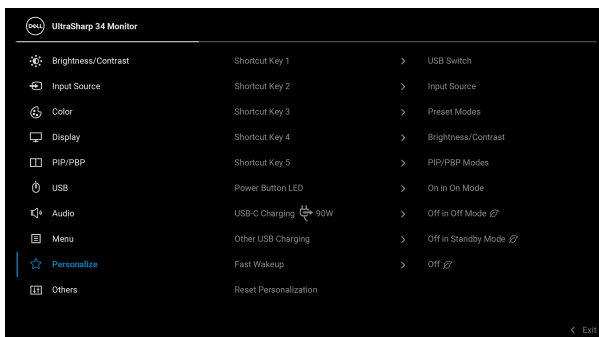 DELL UltraSharp 34 Monitor
Brightness/Contrast Shortcut Key 1 > USB Switch
Input Source Shortcut Key 2 > Input Source
Color Shortcut Key 3 > Preset Modes
Display Shortcut Key 4 > Brightness/Contrast
PIP/PBP Shortcut Key 5 > PIP/PBP Modes
USB Power Button LED > On in On Mode
Audio USB-C Charging 90W > Off in Off Mode
Menu Other USB Charging > Off in Standby Mode
Personalize Fast Wakeup > Off
Others Reset Personalization
< Exit